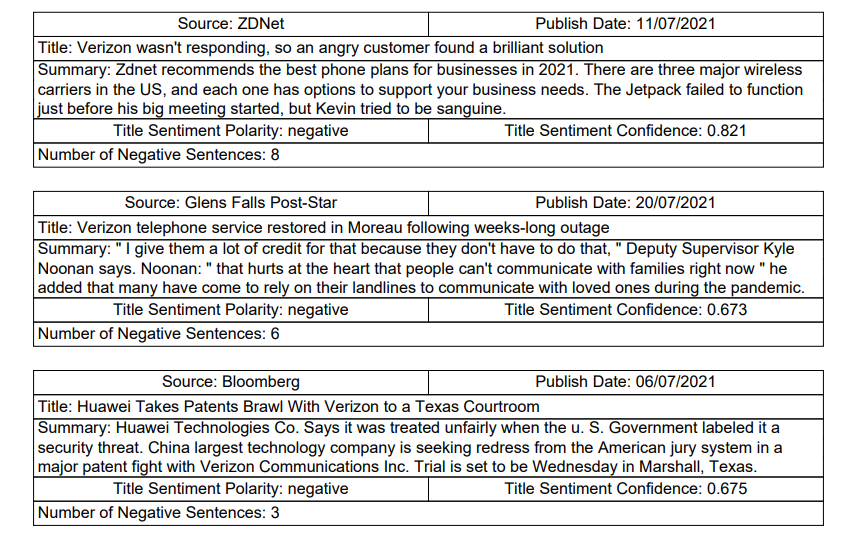 Source: ZDNet Publish Date: 11/07/2021
Title: Verizon wasn't responding, so an angry customer found a brilliant solution
Summary: Zdnet recommends the best phone plans for businesses in 2021. There are three major wireless
carriers in the US, and each one has options to support your business needs. The Jetpack failed to function
just before his big meeting started, but Kevin tried to be sanguine.
Title Sentiment Polarity: negative Title Sentiment Confidence: 0.821
Number of Negative Sentences: 8
Source: Glens Falls Post-Star Publish Date: 20/07/2021
Title: Verizon telephone service restored in Moreau following weeks-long outage
Summary: " I give them a lot of credit for that because they don't have to do that, " Deputy Supervisor Kyle
Noonan says. Noonan: " that hurts at the heart that people can't communicate with families right now " he
added that many have come to rely on their landlines to communicate with loved ones during the pandemic.
Title Sentiment Polarity: negative Title Sentiment Confidence: 0.673
Number of Negative Sentences: 6
Source: Bloomberg Publish Date: 06/07/2021
Title: Huawei Takes Patents Brawl With Verizon to a Texas Courtroom
Summary: Huawei Technologies Co. Says it was treated unfairly when the u. S. Government labeled it a
security threat. China largest technology company is seeking redress from the American jury system in a
major patent fight with Verizon Communications Inc. Trial is set to be Wednesday in Marshall, Texas.
Title Sentiment Polarity: negative Title Sentiment Confidence: 0.675
Number of Negative Sentences: 3